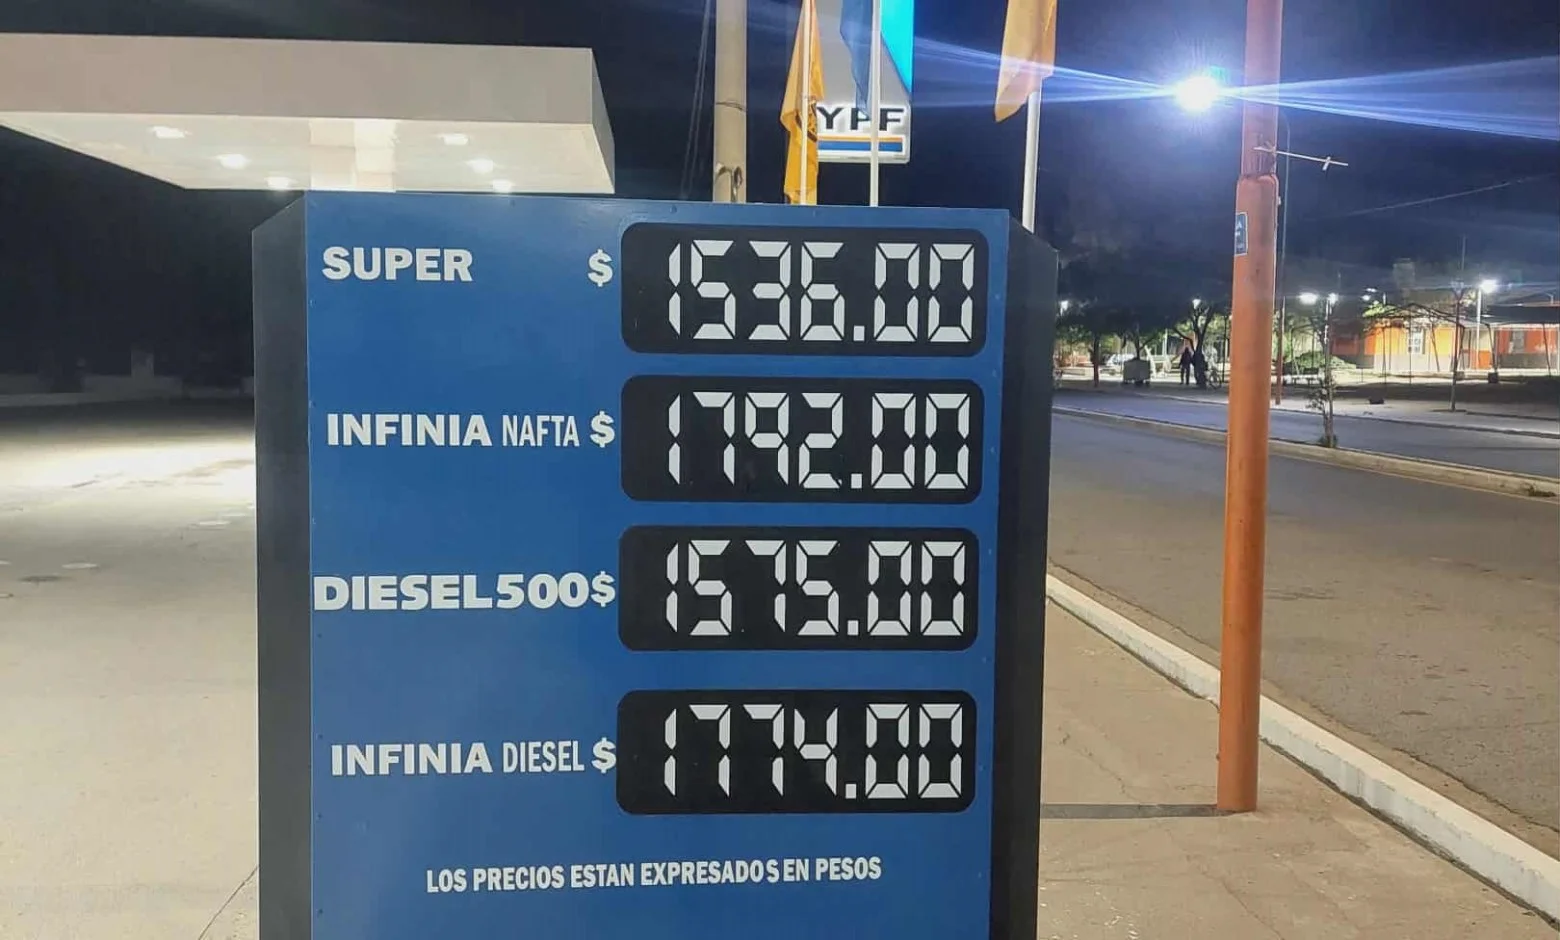 YPF
SUPER $ 1536.00
INFINIA NAFTA $ 1792.00
DIESEL500$ 1575.00
INFINIA DIESEL $ 1774.00
LOS PRECIOS ESTAN EXPRESADOS EN PESOS